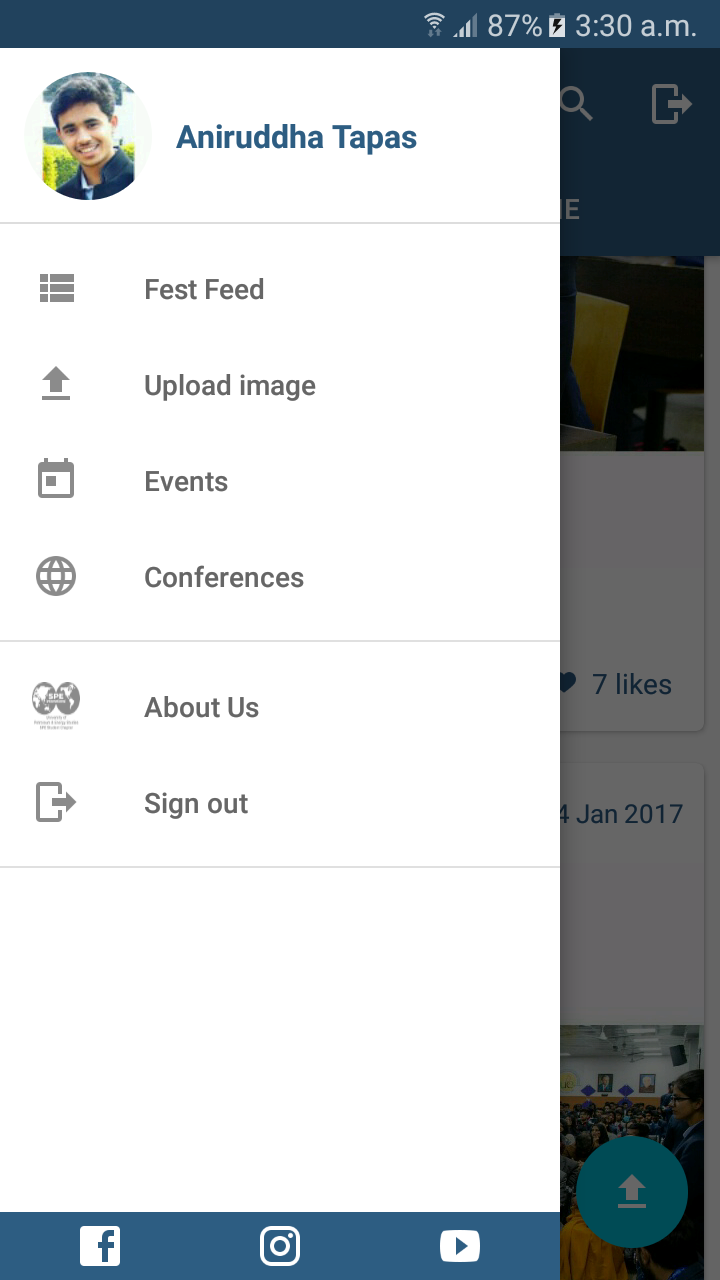 87% 3:30 a.m.
Aniruddha Tapas
Fest Feed
Upload image
Events
Conferences
7 likes
SPE
About Us
4 Jan 2017
Sign out